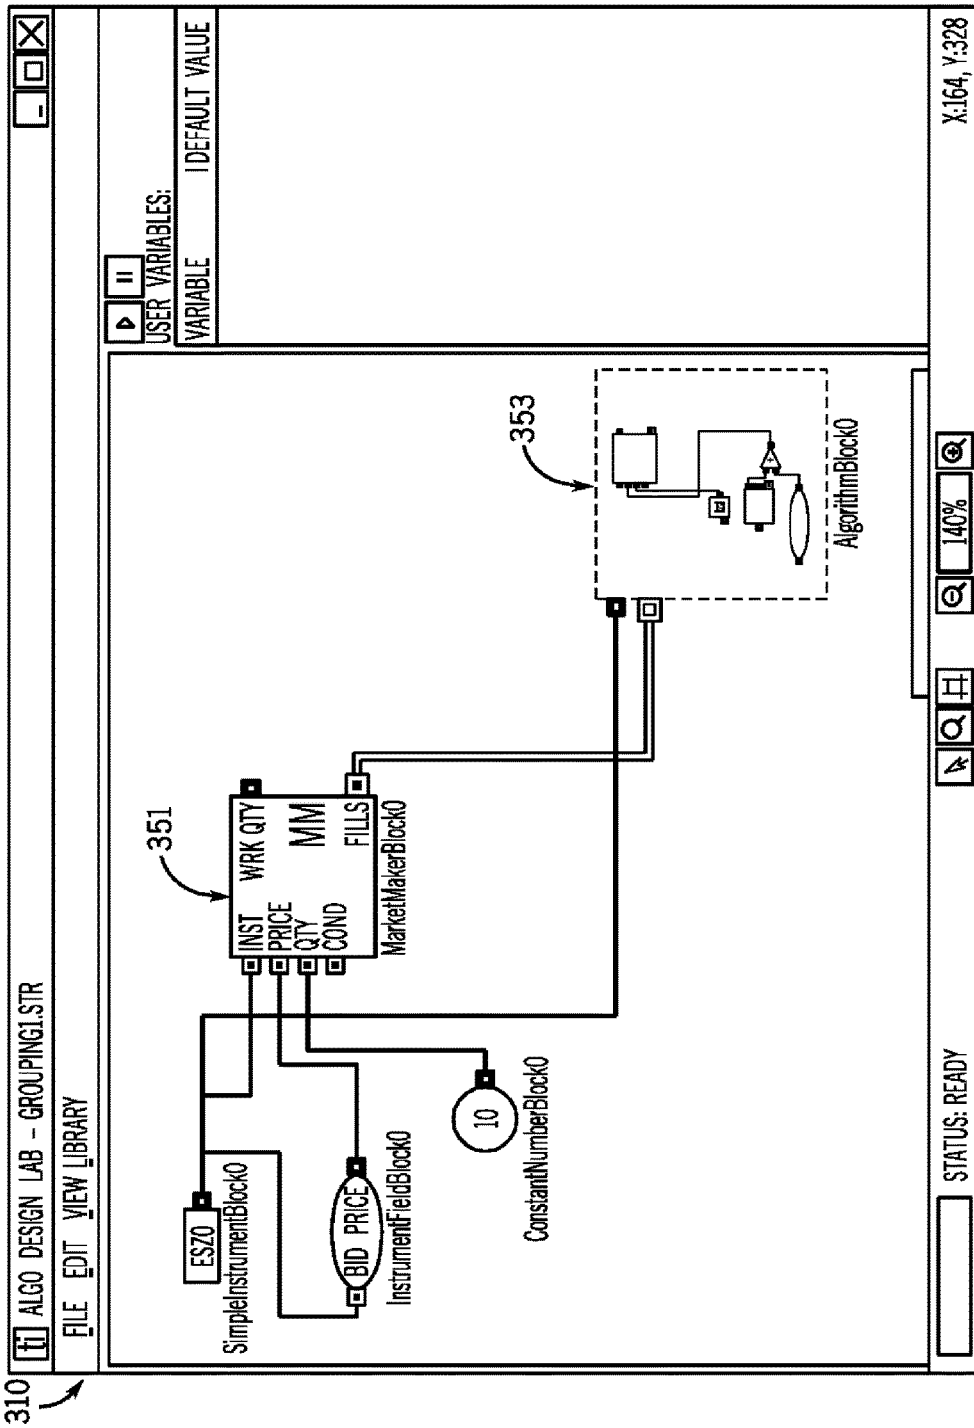 310
ti ALGO DESIGN LAB - GROUPING1.STR
FILE EDIT VIEW LIBRARY
USER VARIABLES:
VARIABLE DEFAULT VALUE
ESZ0
SimpleInstrumentBlock0
BID PRICE
InstrumentFieldBlock0
10
ConstantNumberBlock0
351
INST WRK QTY
PRICE
QTY MM
COND FILLS
MarketMakerBlock0
353
AlgorithmBlock0
STATUS: READY
140%
X:164, Y:328